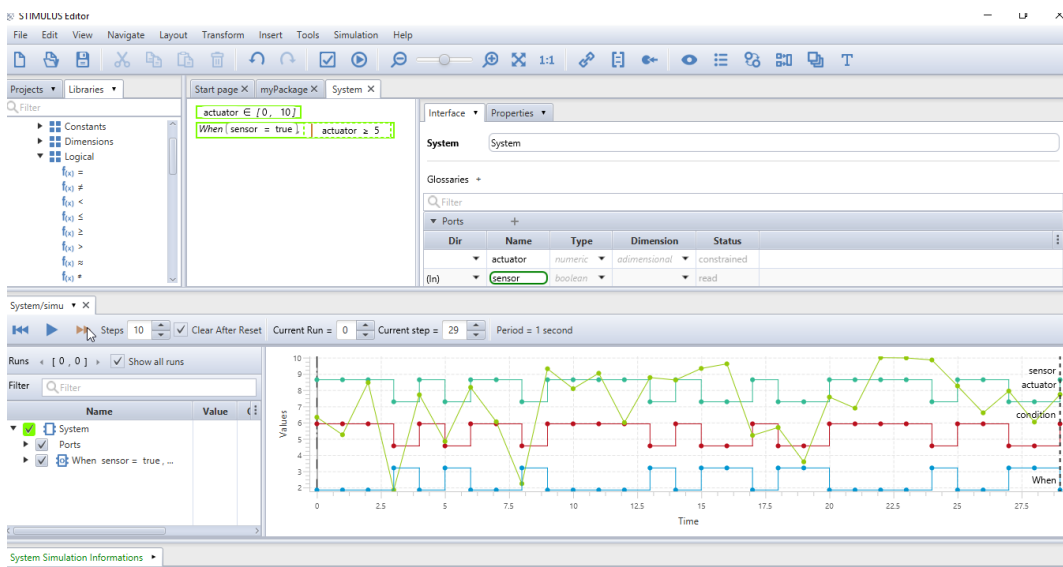 STIMULUS Editor
File Edit View Navigate Layout Transform Insert Tools Simulation Help
1:1 T
Projects Libraries Start page myPackage System
Filter
Constants
Dimensions
Logical
f(x) =
f(x) ≠
f(x) <
f(x) ≤
f(x) ≥
f(x) >
f(x) ≈
actuator ∈ [0, 10]
When sensor = true , actuator ≥ 5
Interface Properties
System System
Glossaries +
Filter
Ports +
Dir Name Type Dimension Status
actuator numeric adimensional constrained
(In) sensor boolean read
System/simu
Steps 10 Clear After Reset Current Run = 0 Current step = 29 Period = 1 second
Runs [ 0 , 0 ] Show all runs
Filter Filter
Name Value
System
Ports
When sensor = true , ...
Values
10
9
8
7
6
5
4
3
2
sensor
actuator
condition
When
0 2.5 5 7.5 10 12.5 15 17.5 20 22.5 25 27.5
Time
System Simulation Informations